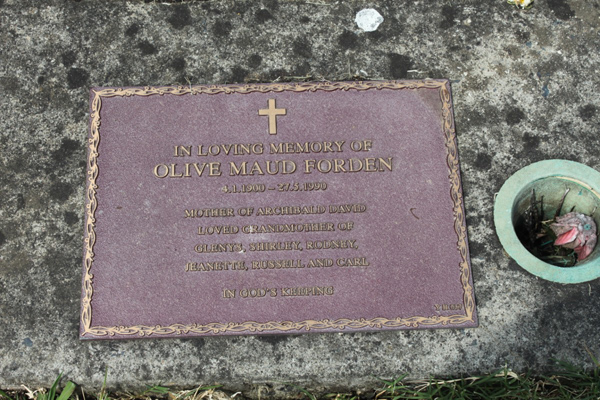 IN LOVING MEMORY OF
OLIVE MAUD FORDEN
4.1.1900 – 27.5.1990
MOTHER OF ARCHIBALD DAVID
LOVED GRANDMOTHER OF
GLENYS, SHIRLEY, RODNEY,
JEANETTE, RUSSELL AND CARL
IN GOD'S KEEPING